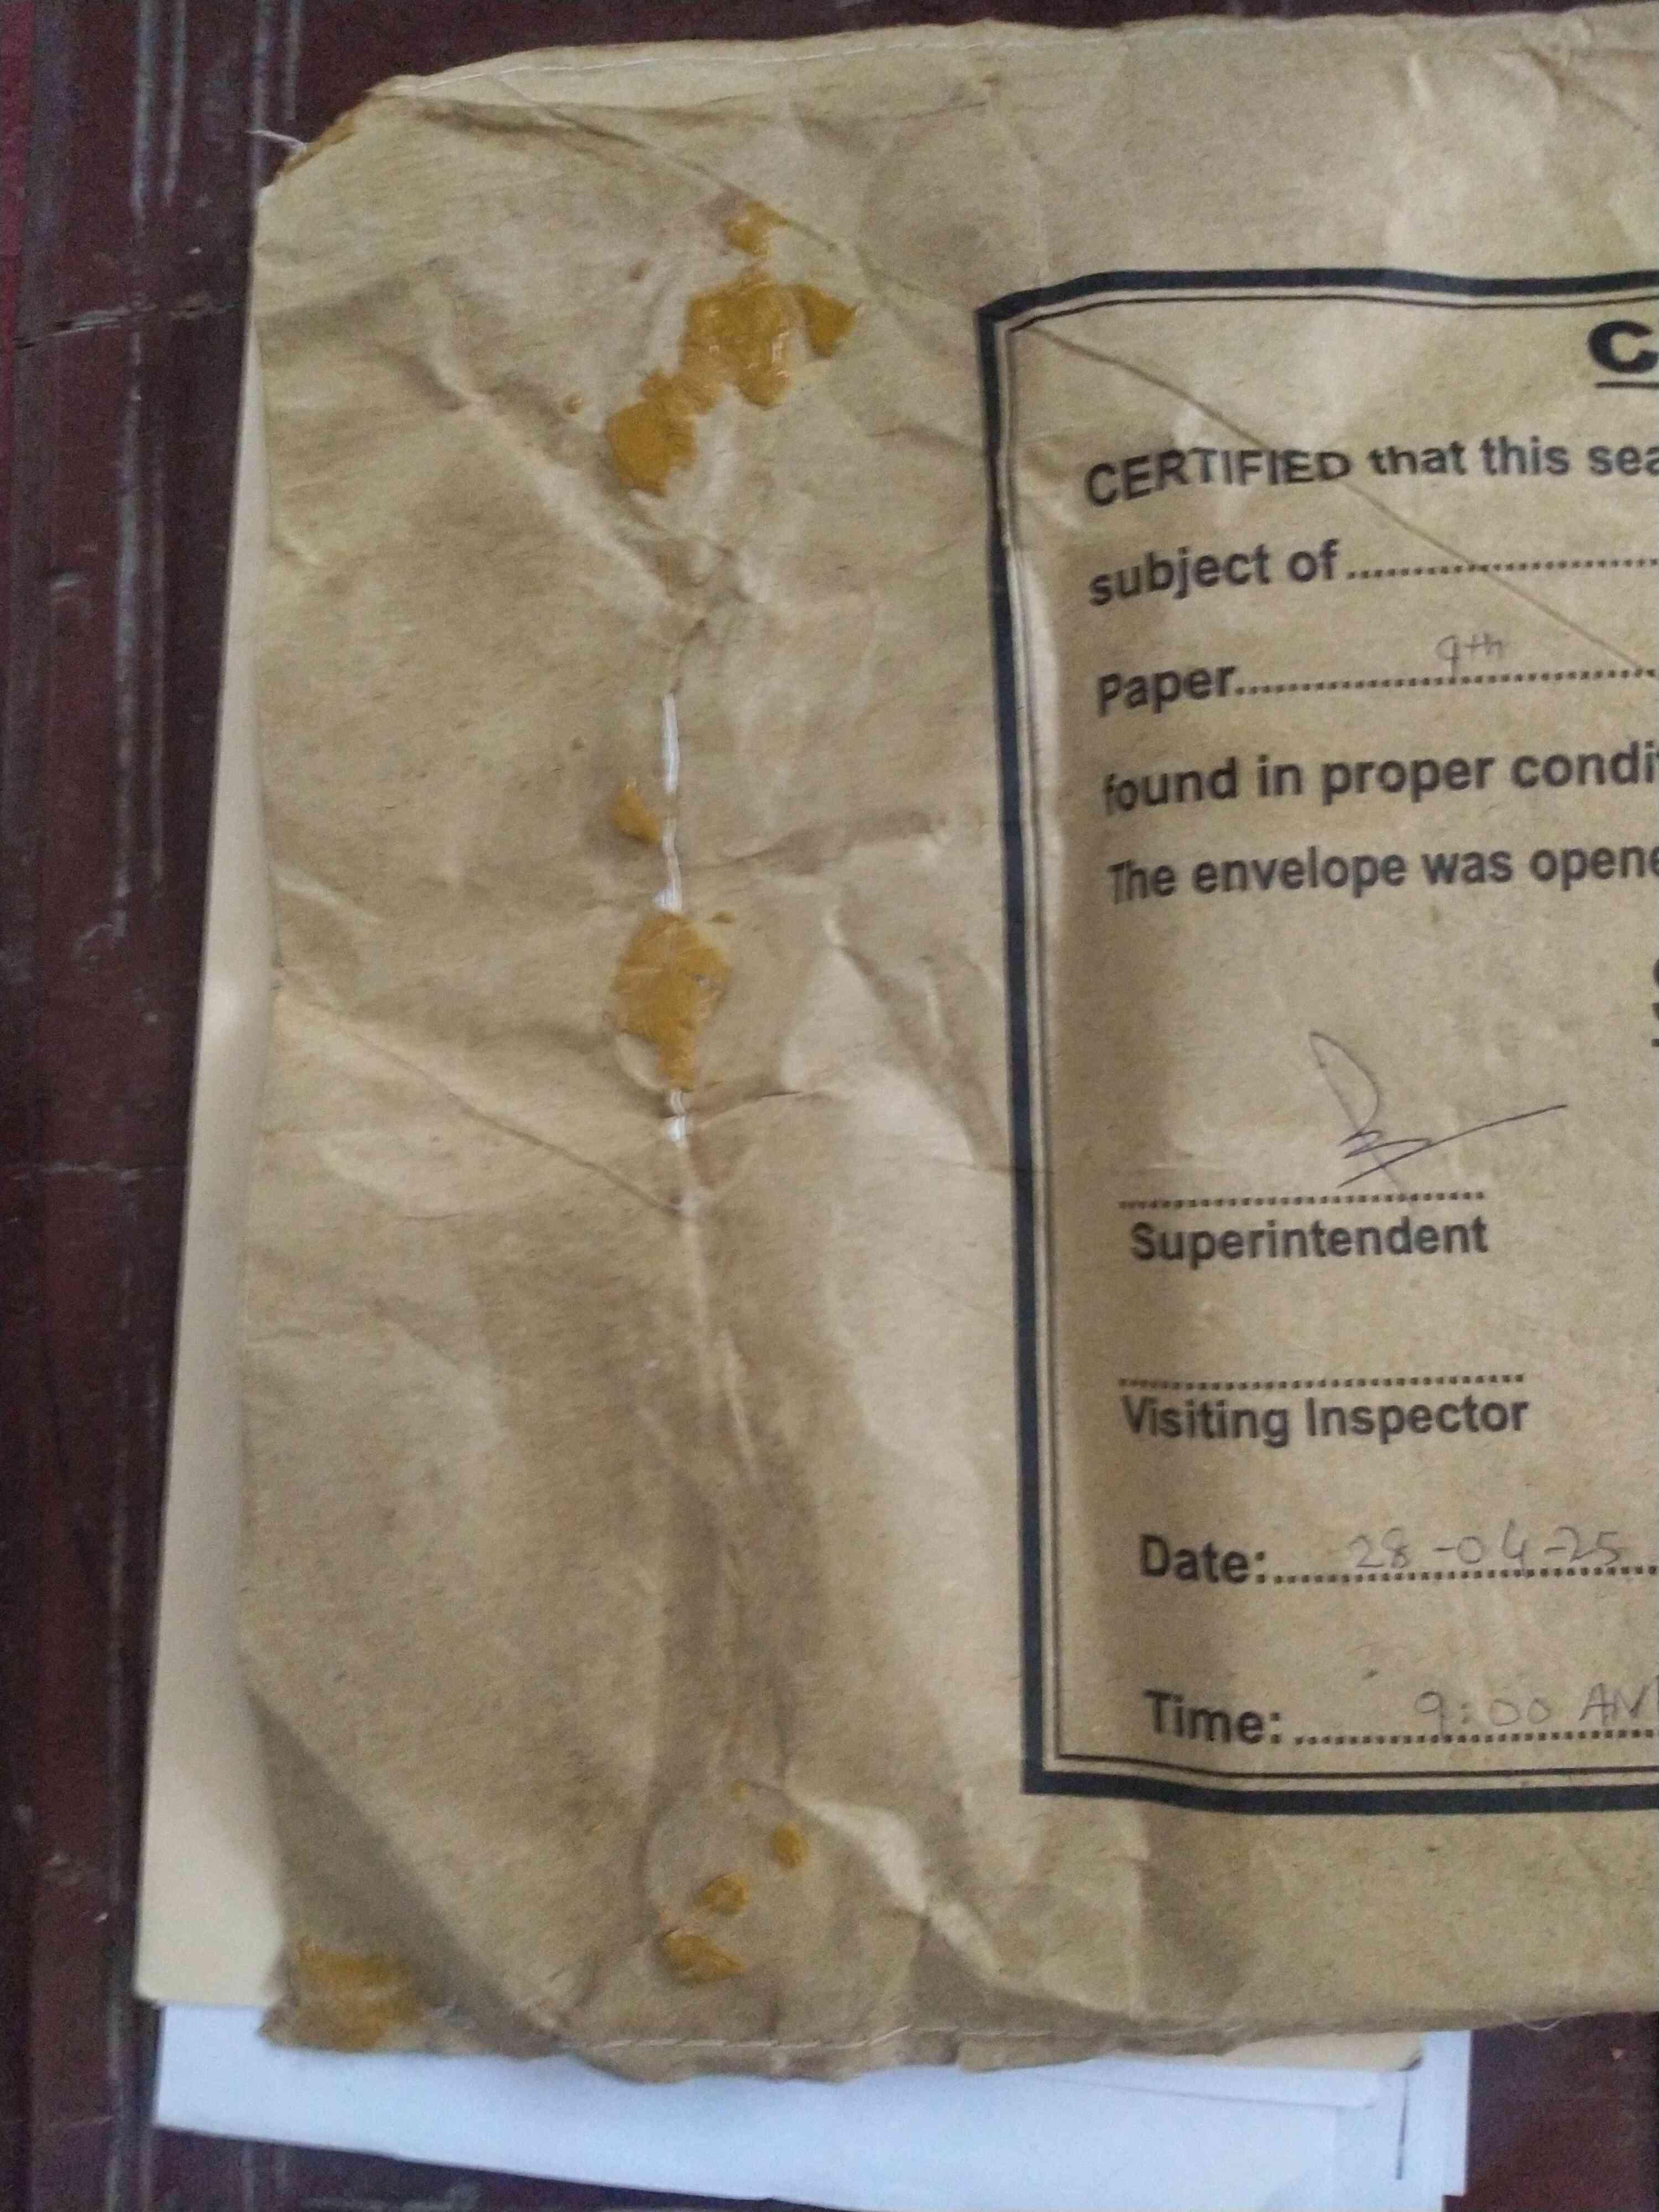 C
CERTIFIED that this sea
subject of
Paper 9th
found in proper condi
The envelope was opene
Superintendent
Visiting Inspector
Date: 28-04-25
Time: 9:00 AM